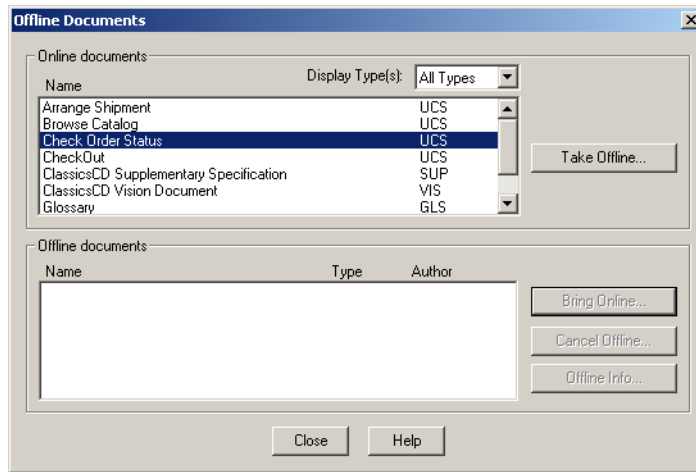 Offline Documents
Online documents
Name Display Type(s): All Types
Arrange Shipment UCS
Browse Catalog UCS
Check Order Status UCS
CheckOut UCS
ClassicsCD Supplementary Specification SUP
ClassicsCD Vision Document VIS
Glossary GLS
Take Offline...
Offline documents
Name Type Author
Bring Online...
Cancel Offline...
Offline Info...
Close Help